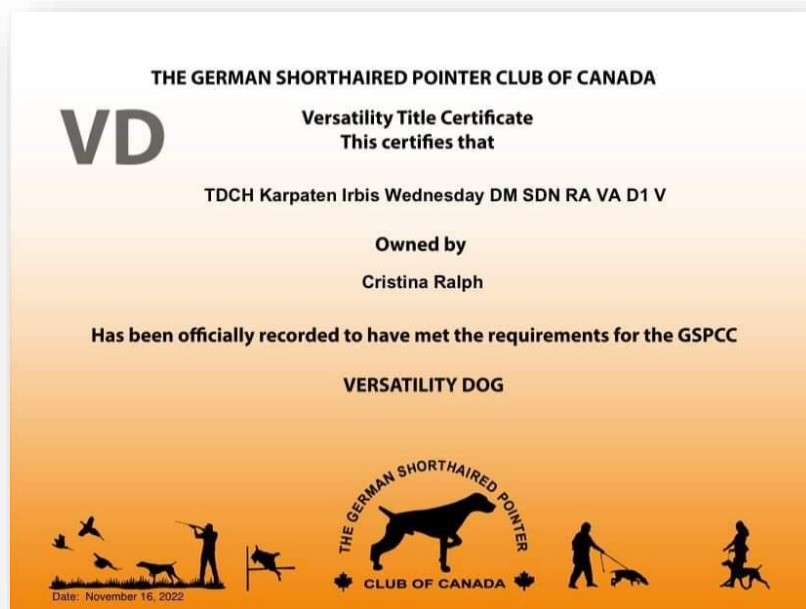 THE GERMAN SHORTHAIRED POINTER CLUB OF CANADA
VD
Versatility Title Certificate
This certifies that
TDCH Karpaten Irbis Wednesday DM SDN RA VA D1 V
Owned by
Cristina Ralph
Has been officially recorded to have met the requirements for the GSPCC
VERSATILITY DOG
THE GERMAN SHORTHAIRED POINTER
CLUB OF CANADA
Date: November 16, 2022